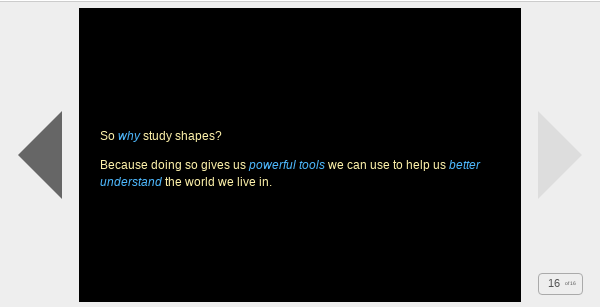 So why study shapes?
Because doing so gives us powerful tools we can use to help us better
understand the world we live in.
16 of 16